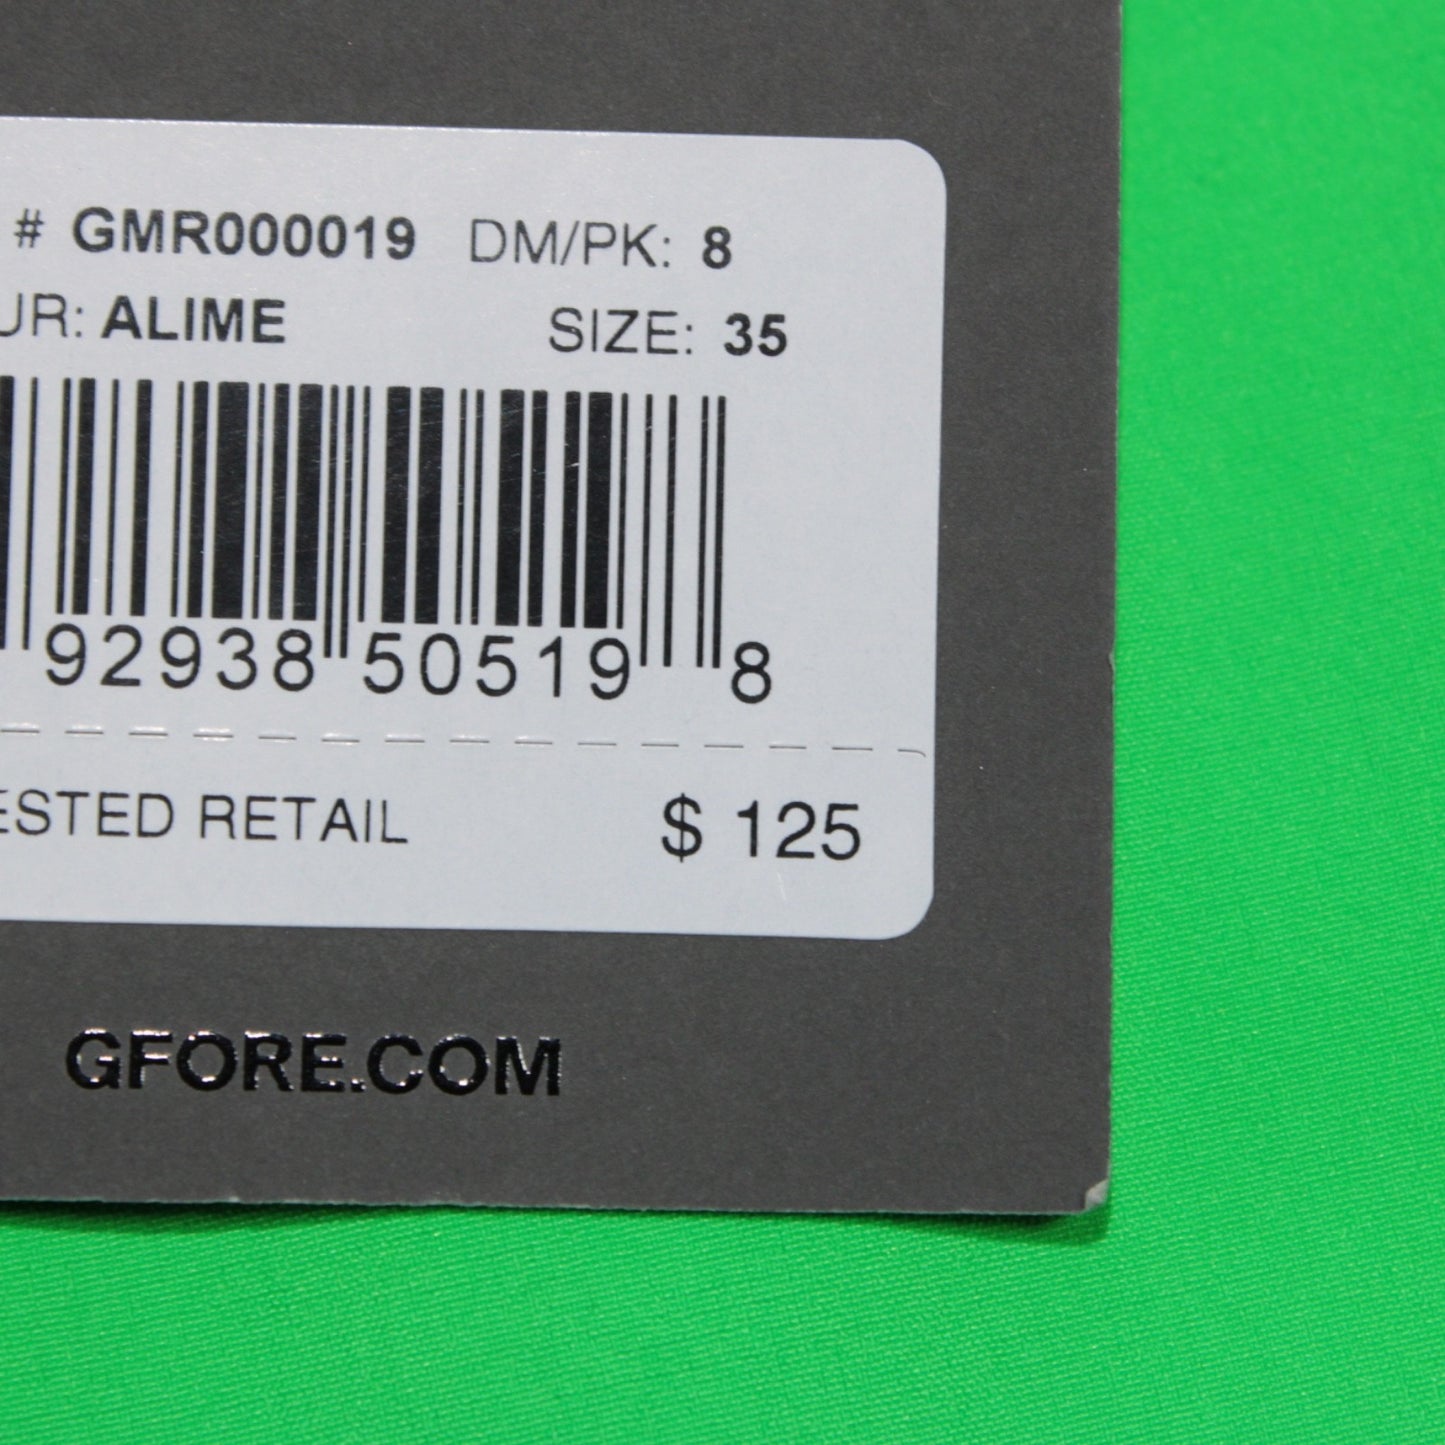 # GMR000019 DM/PK: 8
UR: ALIME SIZE: 35
92938 50519 8
ESTED RETAIL $ 125
GFORE.COM